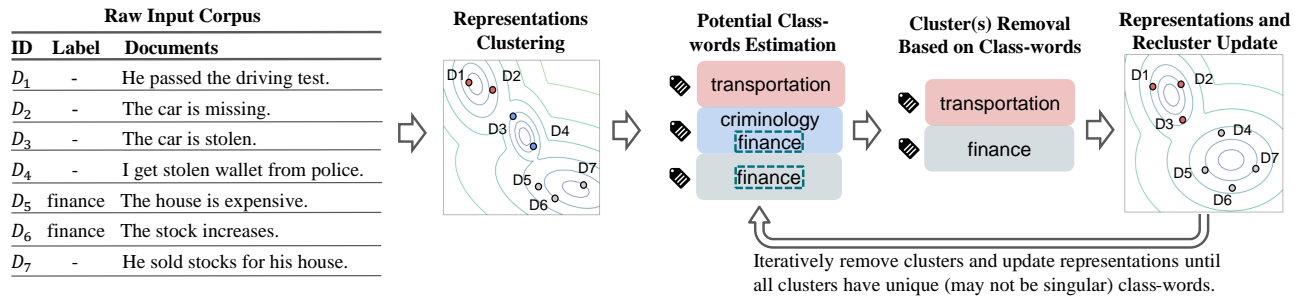 Raw Input Corpus
ID Label Documents
D1 - He passed the driving test.
D2 - The car is missing.
D3 - The car is stolen.
D4 - I get stolen wallet from police.
D5 finance The house is expensive.
D6 finance The stock increases.
D7 - He sold stocks for his house.
Representations
Clustering
D1
D2
D3
D4
D5
D7
D6
Potential Class-
words Estimation
transportation
criminology
finance
finance
Cluster(s) Removal
Based on Class-words
transportation
finance
Representations and
Recluster Update
D1
D2
D3
D4
D7
D5
D6
Iteratively remove clusters and update representations until
all clusters have unique (may not be singular) class-words.